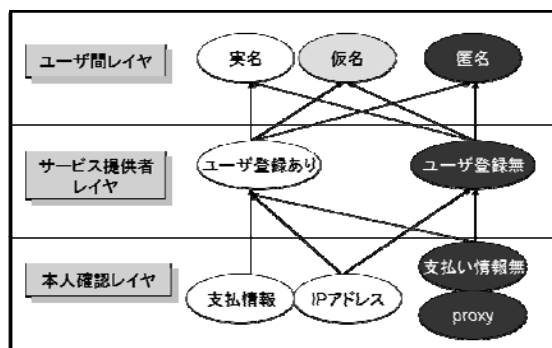 ユーザ間レイヤ
実名
仮名
匿名
サービス提供者
レイヤ
ユーザ登録あり
ユーザ登録無
本人確認レイヤ
支払情報
IPアドレス
支払い情報無
proxy